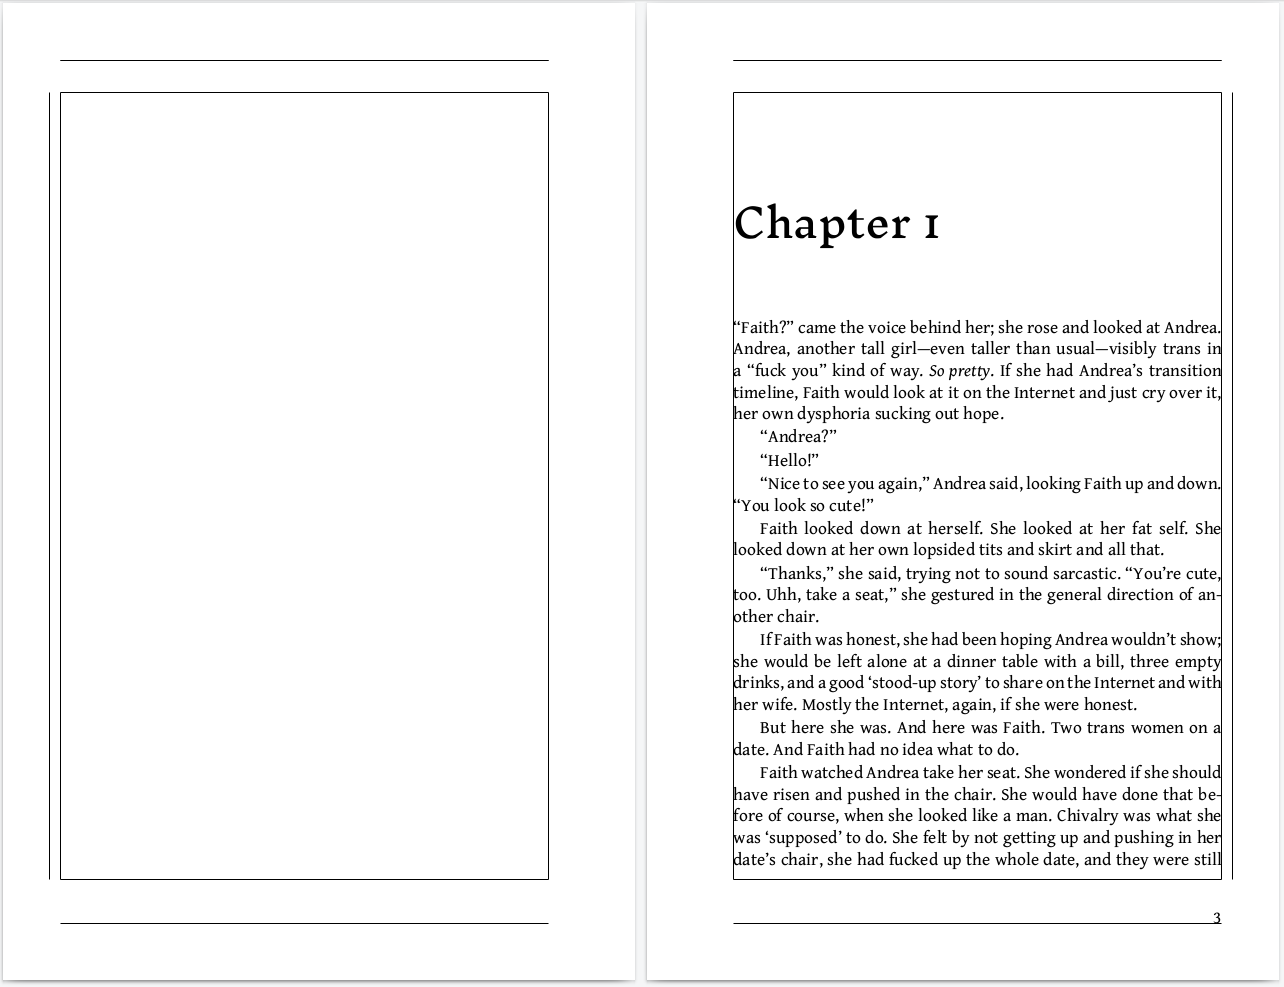 Chapter 1
“Faith?” came the voice behind her; she rose and looked at Andrea.
Andrea, another tall girl—even taller than usual—visibly trans in
a “fuck you” kind of way. So pretty. If she had Andrea’s transition
timeline, Faith would look at it on the Internet and just cry over it,
her own dysphoria sucking out hope.
“Andrea?”
“Hello!”
“Nice to see you again,” Andrea said, looking Faith up and down.
“You look so cute!”
Faith looked down at herself. She looked at her fat self. She
looked down at her own lopsided tits and skirt and all that.
“Thanks,” she said, trying not to sound sarcastic. “You’re cute,
too. Uhh, take a seat,” she gestured in the general direction of an-
other chair.
If Faith was honest, she had been hoping Andrea wouldn’t show;
she would be left alone at a dinner table with a bill, three empty
drinks, and a good ‘stood-up story’ to share on the Internet and with
her wife. Mostly the Internet, again, if she were honest.
But here she was. And here was Faith. Two trans women on a
date. And Faith had no idea what to do.
Faith watched Andrea take her seat. She wondered if she should
have risen and pushed in the chair. She would have done that be-
fore of course, when she looked like a man. Chivalry was what she
was ‘supposed’ to do. She felt by not getting up and pushing in her
date’s chair, she had fucked up the whole date, and they were still
3